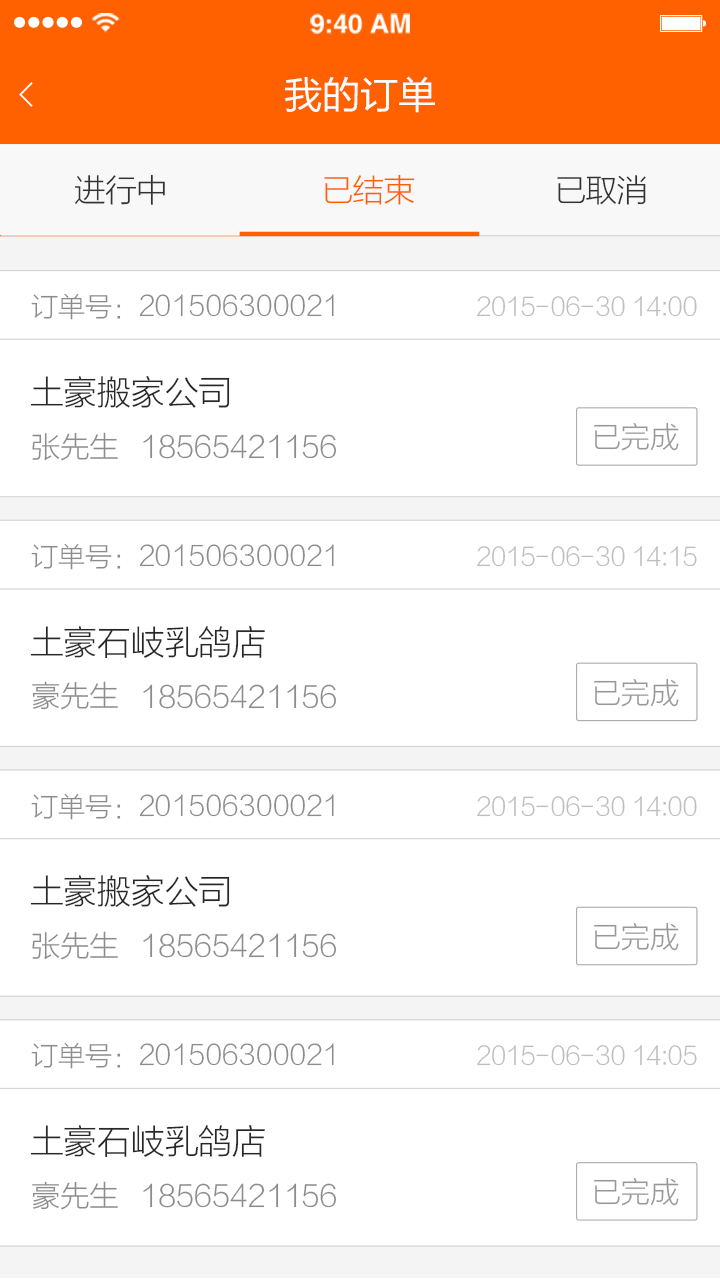 9:40 AM
我的订单
进行中 已结束 已取消
订单号：201506300021 2015-06-30 14:00
土豪搬家公司
张先生 18565421156 已完成
订单号：201506300021 2015-06-30 14:15
土豪石岐乳鸽店
豪先生 18565421156 已完成
订单号：201506300021 2015-06-30 14:00
土豪搬家公司
张先生 18565421156 已完成
订单号：201506300021 2015-06-30 14:05
土豪石岐乳鸽店
豪先生 18565421156 已完成